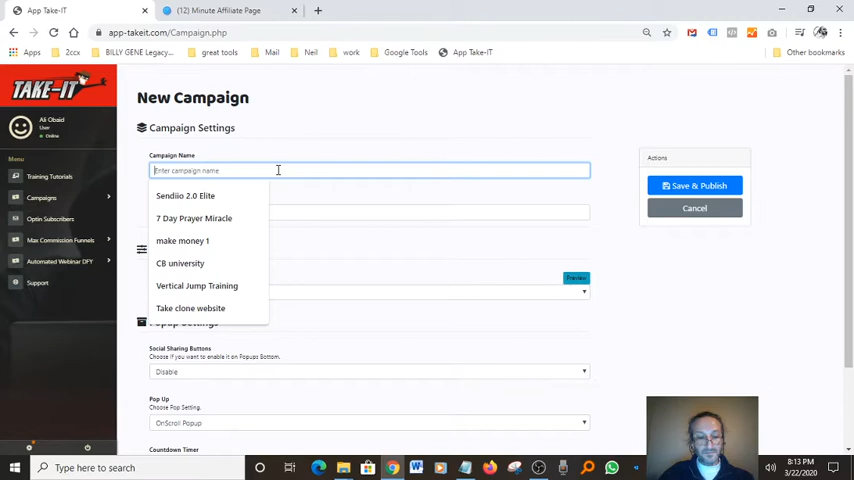 App Take-IT
(12) Minute Affiliate Page
app-takeit.com/Campaign.php
Apps
2ccx
BILLY GENE Legacy...
great tools
Mail
Neil
work
Google Tools
App Take-IT
Other bookmarks
TAKE-IT
Ali Obaid
User
Online
Menu
Training Tutorials
Campaigns
Optin Subscribers
Max Commission Funnels
Automated Webinar DFY
Support
New Campaign
Campaign Settings
Campaign Name
Enter campaign name
Sendiio 2.0 Elite
7 Day Prayer Miracle
make money 1
CB university
Vertical Jump Training
Take clone website
Preview
Popup Settings
Social Sharing Buttons
Choose If you want to enable it on Popups Bottom.
Disable
Pop Up
Choose Pop Setting.
OnScroll Popup
Countdown Timer
Actions
Save & Publish
Cancel
Type here to search
8:13 PM
3/22/2020